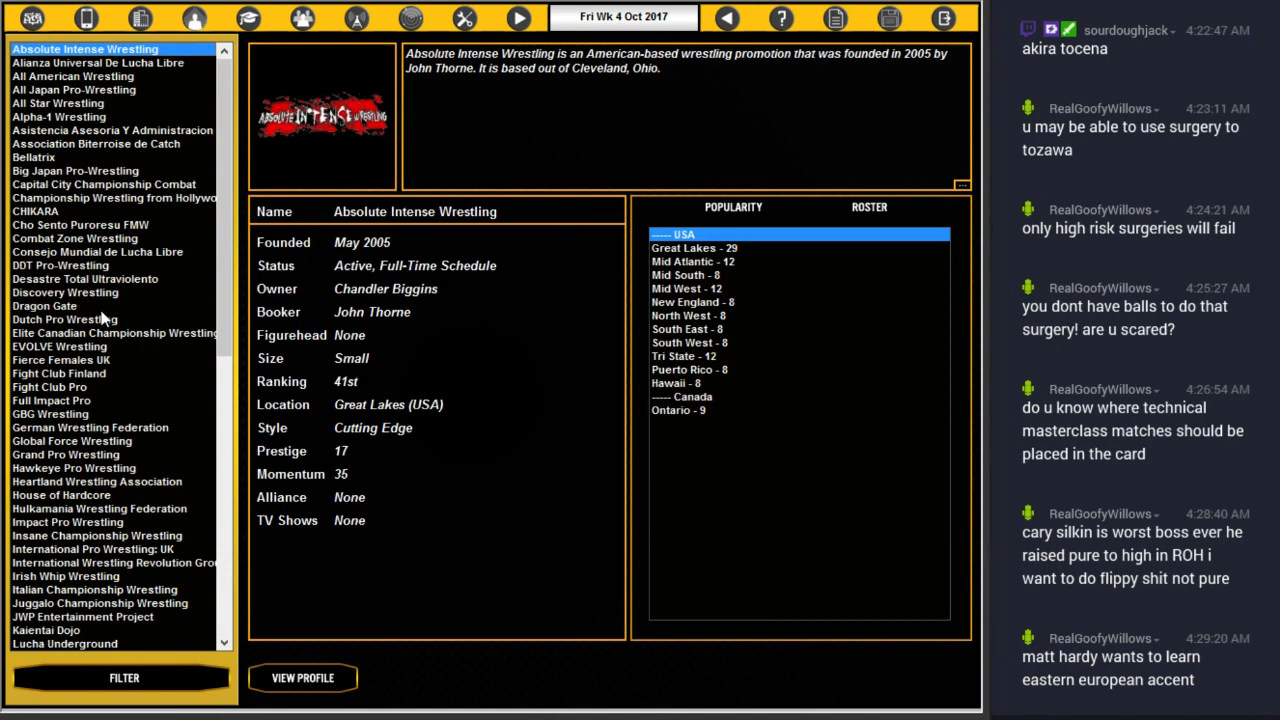 Fri Wk 4 Oct 2017
Absolute Intense Wrestling
Alianza Universal De Lucha Libre
All American Wrestling
All Japan Pro-Wrestling
All Star Wrestling
Alpha-1 Wrestling
Asistencia Asesoria Y Administracion
Association Biterroise de Catch
Bellatrix
Big Japan Pro-Wrestling
Capital City Championship Combat
Championship Wrestling from Hollywo
CHIKARA
Cho Sento Puroresu FMW
Combat Zone Wrestling
Consejo Mundial de Lucha Libre
DDT Pro-Wrestling
Desastre Total Ultraviolento
Discovery Wrestling
Dragon Gate
Dutch Pro Wrestling
Elite Canadian Championship Wrestling
EVOLVE Wrestling
Fierce Females UK
Fight Club Finland
Fight Club Pro
Full Impact Pro
GBG Wrestling
German Wrestling Federation
Global Force Wrestling
Grand Pro Wrestling
Hawkeye Pro Wrestling
Heartland Wrestling Association
House of Hardcore
Hulkamania Wrestling Federation
Impact Pro Wrestling
Insane Championship Wrestling
International Pro Wrestling: UK
International Wrestling Revolution Grou
Irish Whip Wrestling
Italian Championship Wrestling
Juggalo Championship Wrestling
JWP Entertainment Project
Kaientai Dojo
Lucha Underground
FILTER
ABSOLUTE INTENSE WRESTLING
Absolute Intense Wrestling is an American-based wrestling promotion that was founded in 2005 by
John Thorne. It is based out of Cleveland, Ohio.
...
Name Absolute Intense Wrestling
Founded May 2005
Status Active, Full-Time Schedule
Owner Chandler Biggins
Booker John Thorne
Figurehead None
Size Small
Ranking 41st
Location Great Lakes (USA)
Style Cutting Edge
Prestige 17
Momentum 35
Alliance None
TV Shows None
VIEW PROFILE
POPULARITY ROSTER
----- USA
Great Lakes - 29
Mid Atlantic - 12
Mid South - 8
Mid West - 12
New England - 8
North West - 8
South East - 8
South West - 8
Tri State - 12
Puerto Rico - 8
Hawaii - 8
----- Canada
Ontario - 9
sourdoughjack 4:22:47 AM
akira tocena
RealGoofyWillows 4:23:11 AM
u may be able to use surgery to
tozawa
RealGoofyWillows 4:24:21 AM
only high risk surgeries will fail
RealGoofyWillows 4:25:27 AM
you dont have balls to do that
surgery! are u scared?
RealGoofyWillows 4:26:54 AM
do u know where technical
masterclass matches should be
placed in the card
RealGoofyWillows 4:28:40 AM
cary silkin is worst boss ever he
raised pure to high in ROH i
want to do flippy shit not pure
RealGoofyWillows 4:29:20 AM
matt hardy wants to learn
eastern european accent